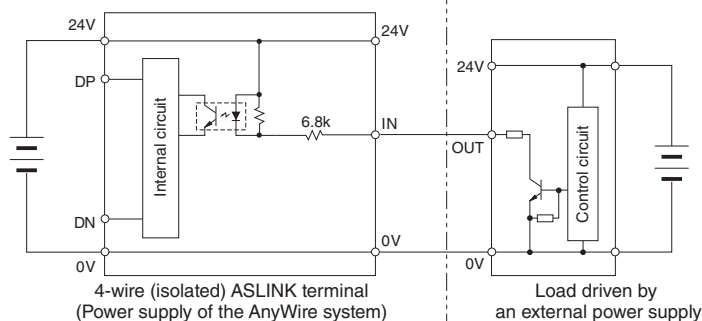 24V
24V
DP
Internal circuit
6.8k
IN
DN
0V
0V
4-wire (isolated) ASLINK terminal
(Power supply of the AnyWire system)
24V
OUT
Control circuit
0V
Load driven by
an external power supply